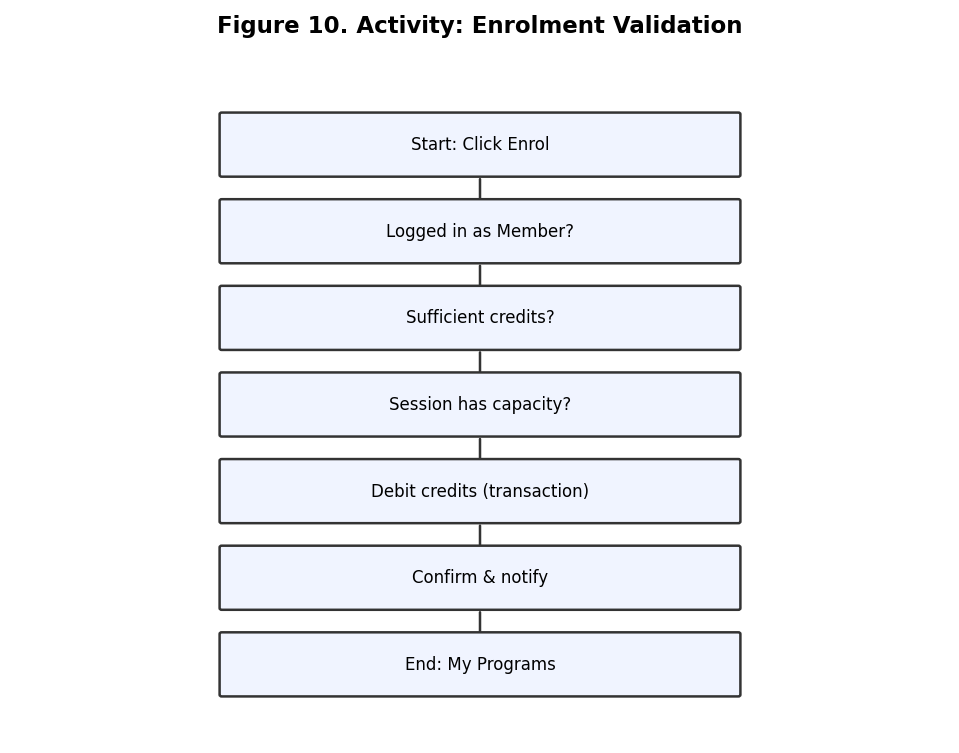 Figure 10. Activity: Enrolment Validation
Start: Click Enrol
Logged in as Member?
Sufficient credits?
Session has capacity?
Debit credits (transaction)
Confirm & notify
End: My Programs